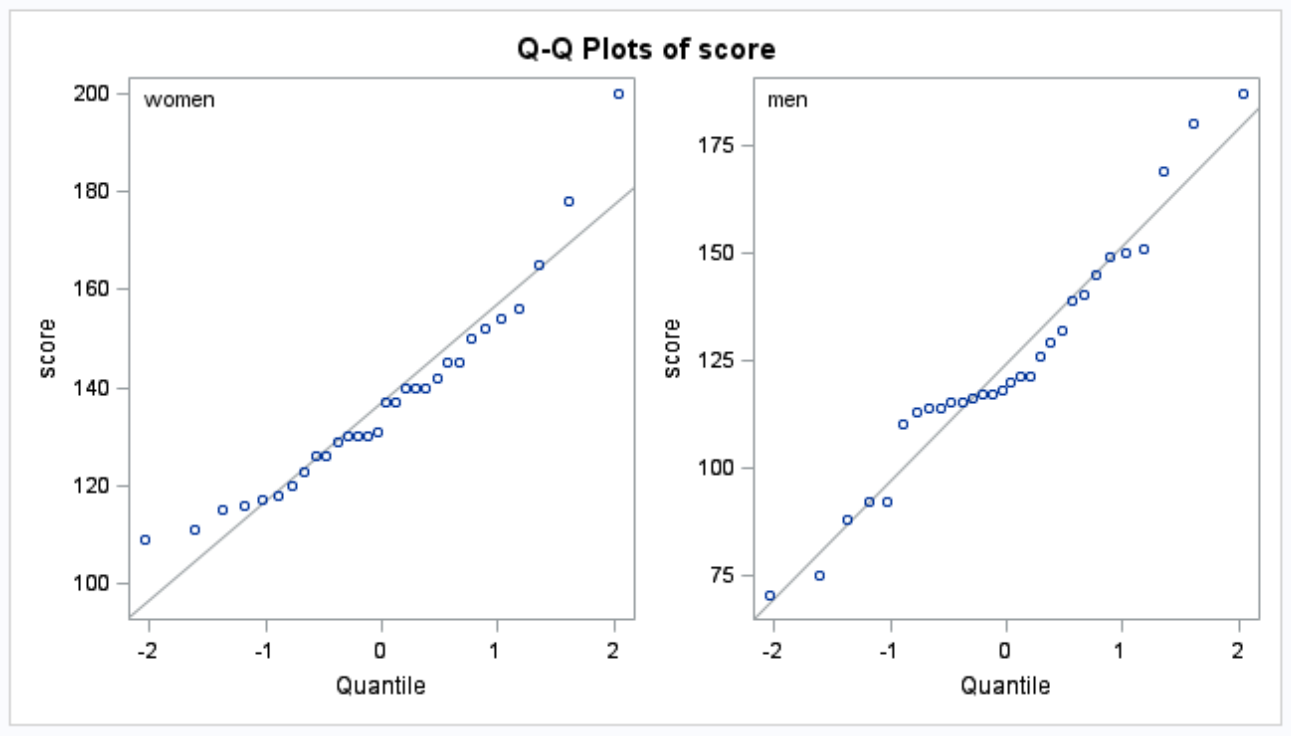 Q-Q Plots of score
women
200
180
160
140
120
100
score
-2 -1 0 1 2
Quantile
men
175
150
125
100
75
score
-2 -1 0 1 2
Quantile